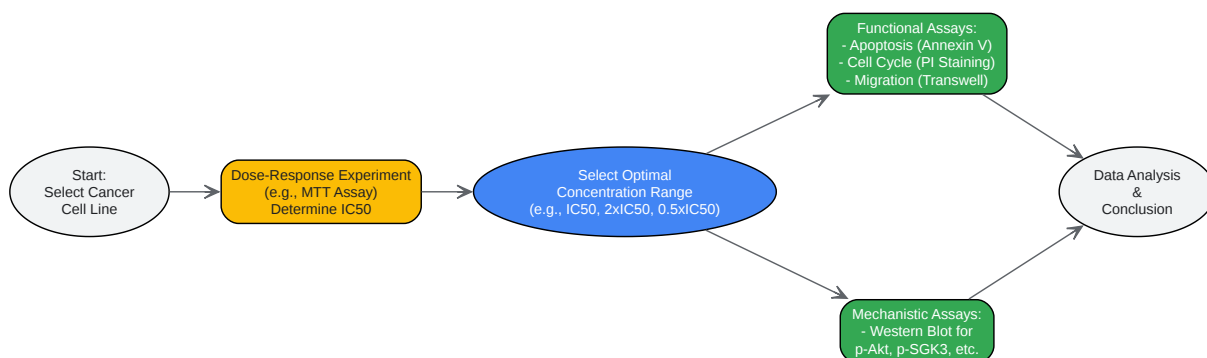 Start:
Select Cancer
Cell Line
Dose-Response Experiment
(e.g., MTT Assay)
Determine IC50
Select Optimal
Concentration Range
(e.g., IC50, 2xIC50, 0.5xIC50)
Functional Assays:
- Apoptosis (Annexin V)
- Cell Cycle (PI Staining)
- Migration (Transwell)
Mechanistic Assays:
- Western Blot for
p-Akt, p-SGK3, etc.
Data Analysis
&
Conclusion